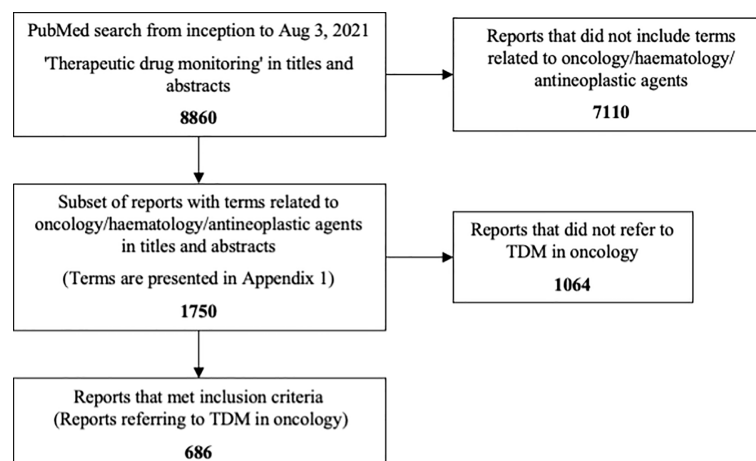 PubMed search from inception to Aug 3, 2021
'Therapeutic drug monitoring' in titles and
abstracts
8860
Reports that did not include terms
related to oncology/haematology/
antineoplastic agents
7110
Subset of reports with terms related to
oncology/haematology/antineoplastic agents
in titles and abstracts
(Terms are presented in Appendix 1)
1750
Reports that did not refer to
TDM in oncology
1064
Reports that met inclusion criteria
(Reports referring to TDM in oncology)
686